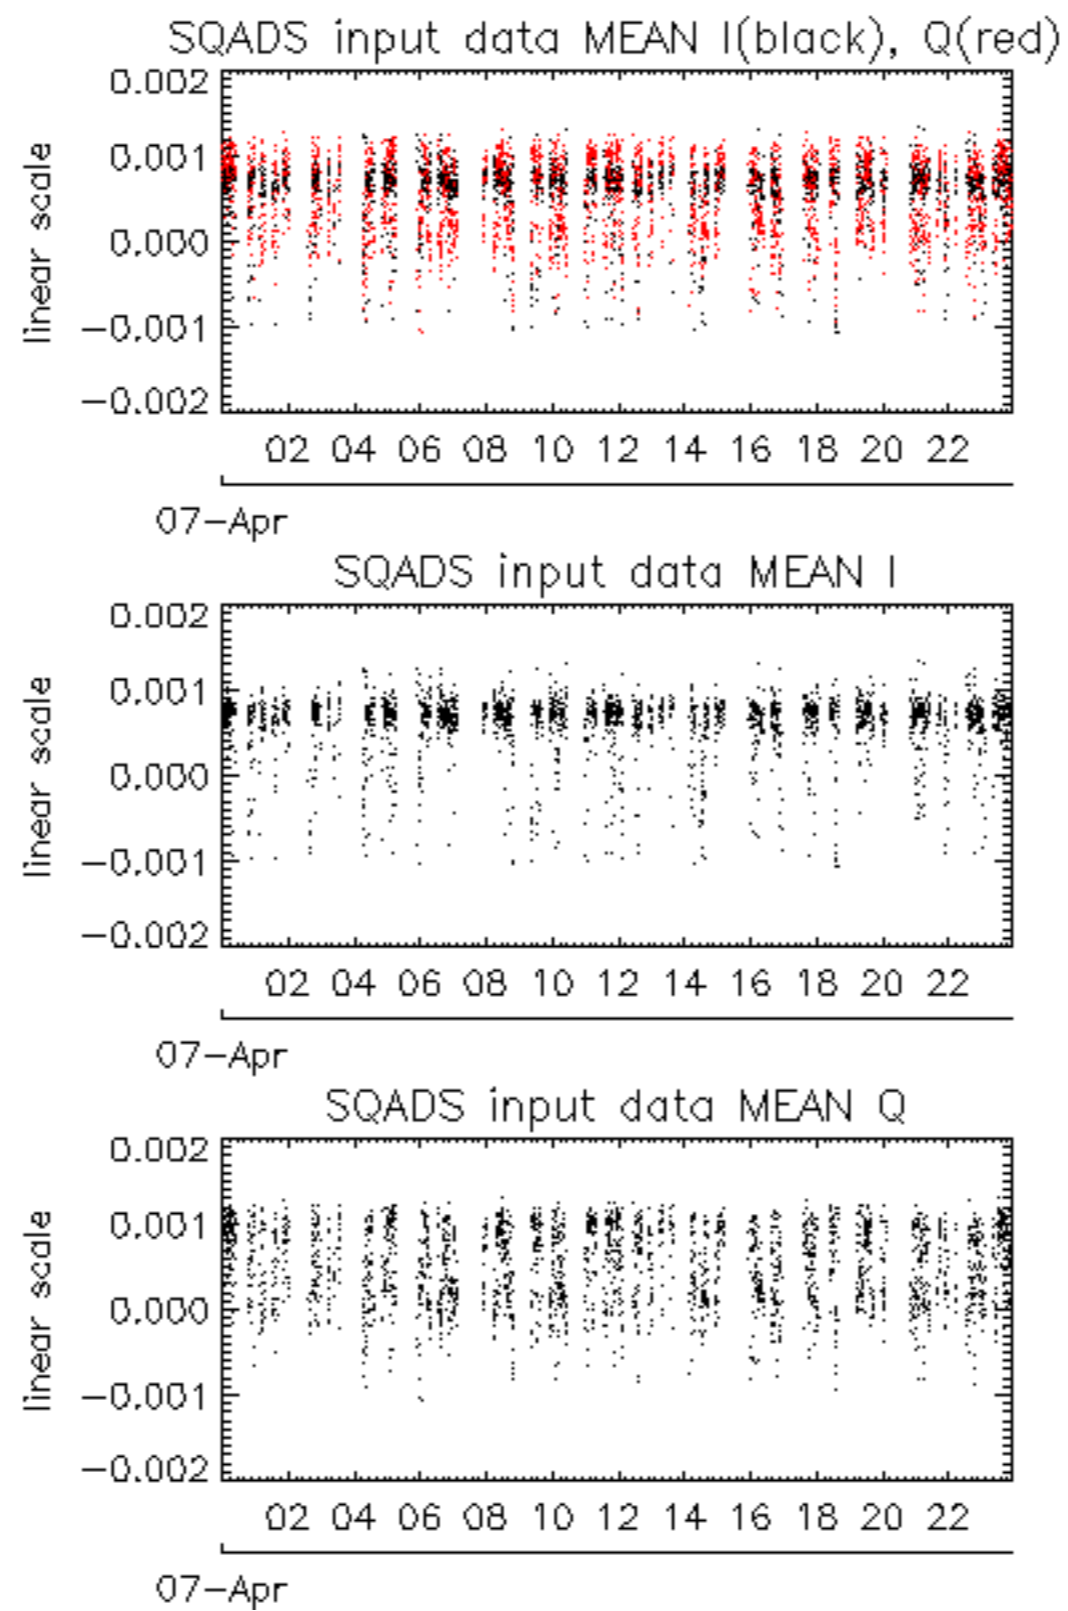 SQADS input data MEAN I(black), Q(red)
0.002
0.001
0.000
−0.001
−0.002
linear scale
02 04 06 08 10 12 14 16 18 20 22
07−Apr
SQADS input data MEAN I
0.002
0.001
0.000
−0.001
−0.002
linear scale
02 04 06 08 10 12 14 16 18 20 22
07−Apr
SQADS input data MEAN Q
0.002
0.001
0.000
−0.001
−0.002
linear scale
02 04 06 08 10 12 14 16 18 20 22
07−Apr